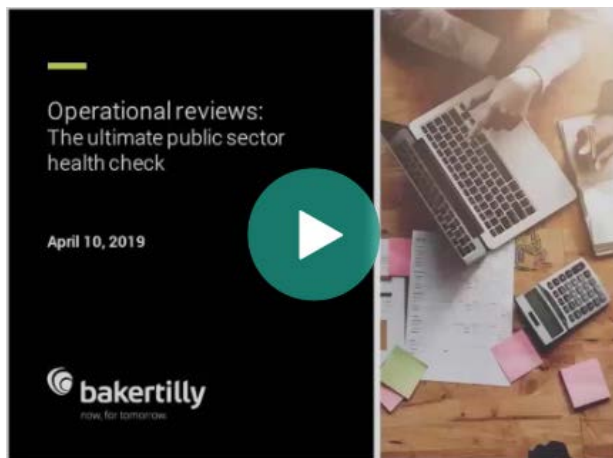 Operational reviews:
The ultimate public sector
health check
April 10, 2019
bakertilly
now, for tomorrow.